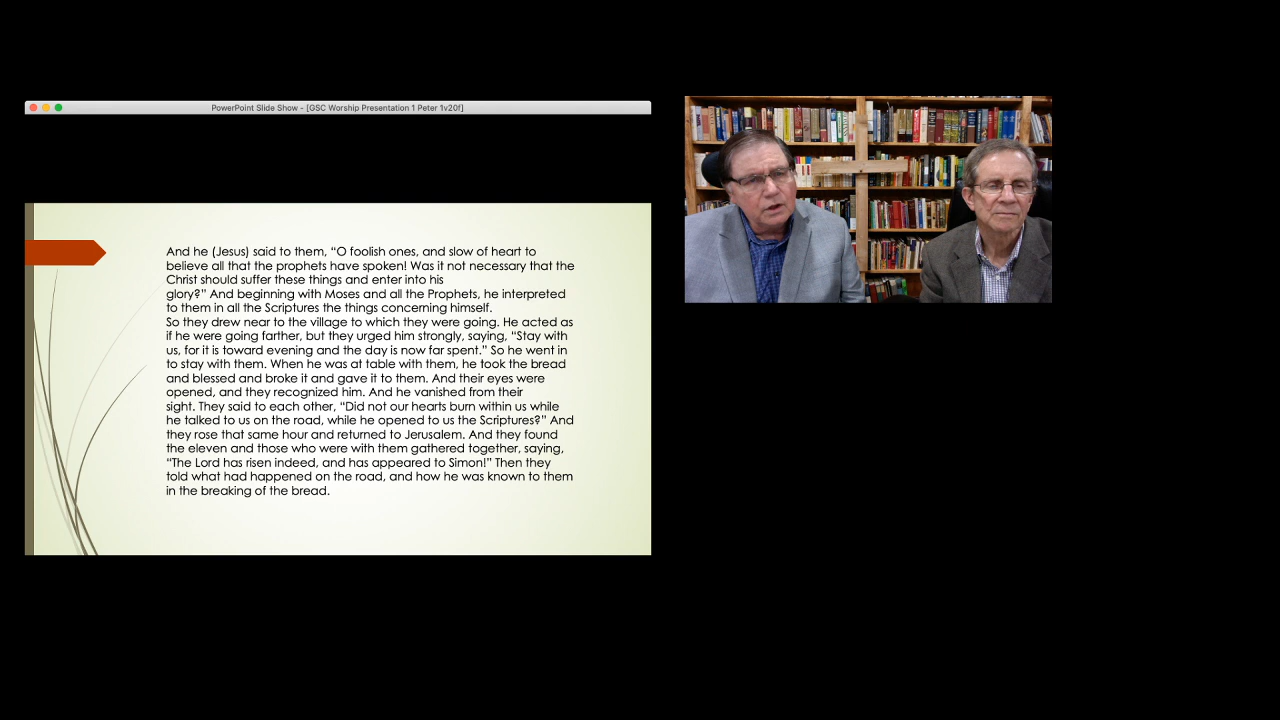 PowerPoint Slide Show - [GSC Worship Presentation 1 Peter 1v20f]
And he (Jesus) said to them, “O foolish ones, and slow of heart to
believe all that the prophets have spoken! Was it not necessary that the
Christ should suffer these things and enter into his
glory?” And beginning with Moses and all the Prophets, he interpreted
to them in all the Scriptures the things concerning himself.
So they drew near to the village to which they were going. He acted as
if he were going farther, but they urged him strongly, saying, “Stay with
us, for it is toward evening and the day is now far spent.” So he went in
to stay with them. When he was at table with them, he took the bread
and blessed and broke it and gave it to them. And their eyes were
opened, and they recognized him. And he vanished from their
sight. They said to each other, “Did not our hearts burn within us while
he talked to us on the road, while he opened to us the Scriptures?” And
they rose that same hour and returned to Jerusalem. And they found
the eleven and those who were with them gathered together, saying,
“The Lord has risen indeed, and has appeared to Simon!” Then they
told what had happened on the road, and how he was known to them
in the breaking of the bread.